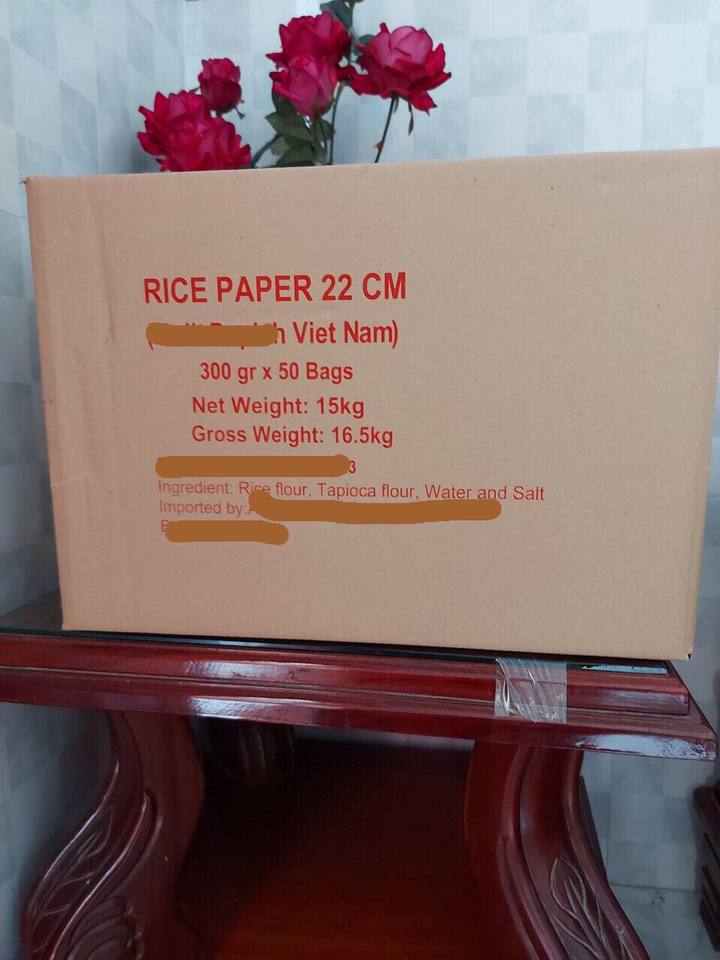 RICE PAPER 22 CM
Viet Nam)
300 gr x 50 Bags
Net Weight: 15kg
Gross Weight: 16.5kg
3
Ingredient: Rice flour, Tapioca flour, Water and Salt
Imported by: